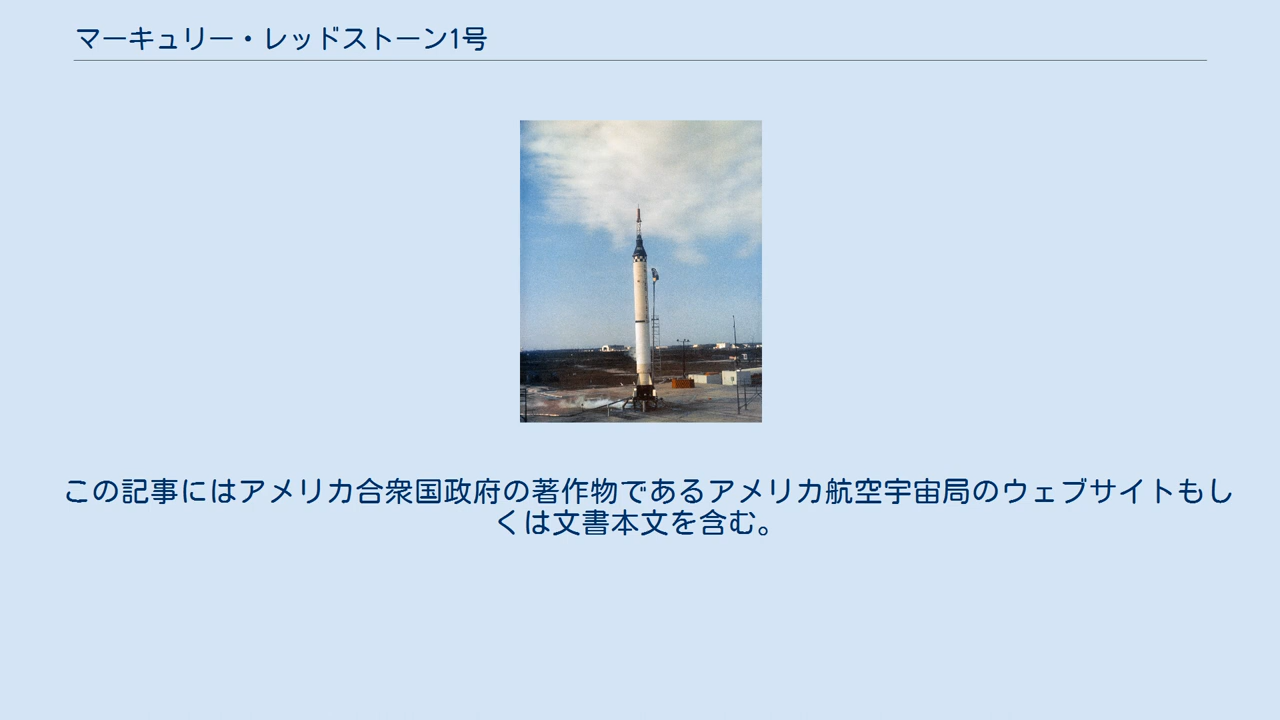 マーキュリー・レッドストーン1号
この記事にはアメリカ合衆国政府の著作物であるアメリカ航空宇宙局のウェブサイトもし
くは文書本文を含む。